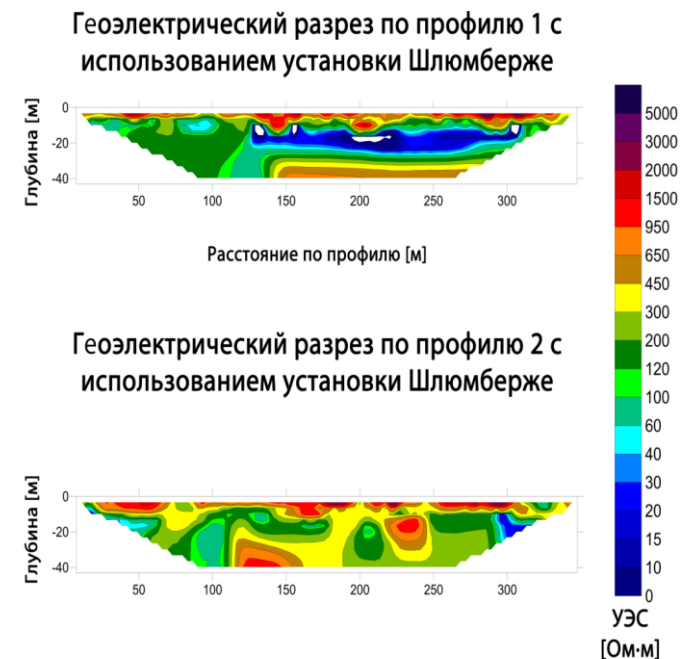 Геоэлектрический разрез по профилю 1 с
использованием установки Шлюмберже
Глубина [м]
0
-20
-40
50 100 150 200 250 300
Расстояние по профилю [м]
Геоэлектрический разрез по профилю 2 с
использованием установки Шлюмберже
Глубина [м]
0
-20
-40
50 100 150 200 250 300
5000
3000
2000
1500
950
650
450
300
200
120
100
60
40
30
20
15
10
0
УЭС
[Ом·м]